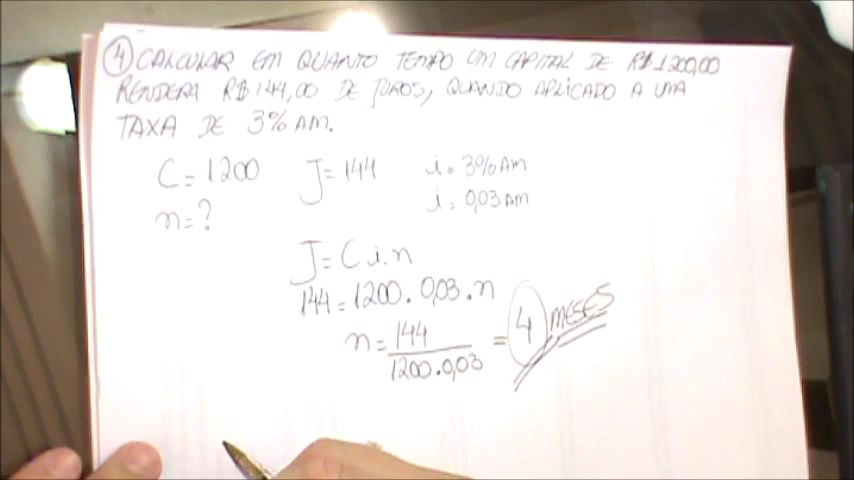 4 CALCULAR EM QUANTO TEMPO UM CAPITAL DE R$1200,00
RENDERA R$144,00 DE JUROS, QUANDO APLICADO A UMA
TAXA DE 3% AM.
C=1200 J=144 i=3% AM
n=? i=0,03 AM
J=C i.n
144=1200.0,03.n
n=144/1200.0,03 = 4 MESES